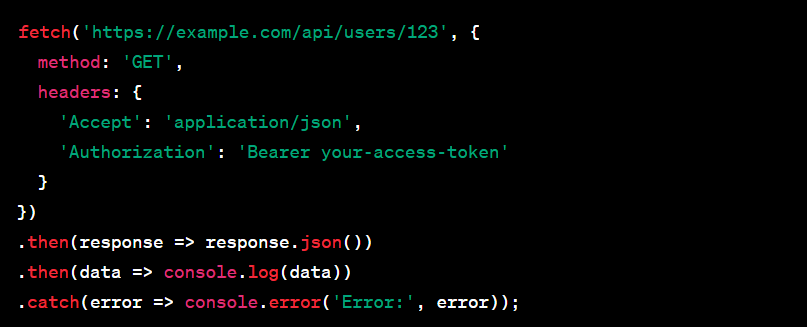 fetch('https://example.com/api/users/123', {
  method: 'GET',
  headers: {
    'Accept': 'application/json',
    'Authorization': 'Bearer your-access-token'
  }
})
.then(response => response.json())
.then(data => console.log(data))
.catch(error => console.error('Error:', error));